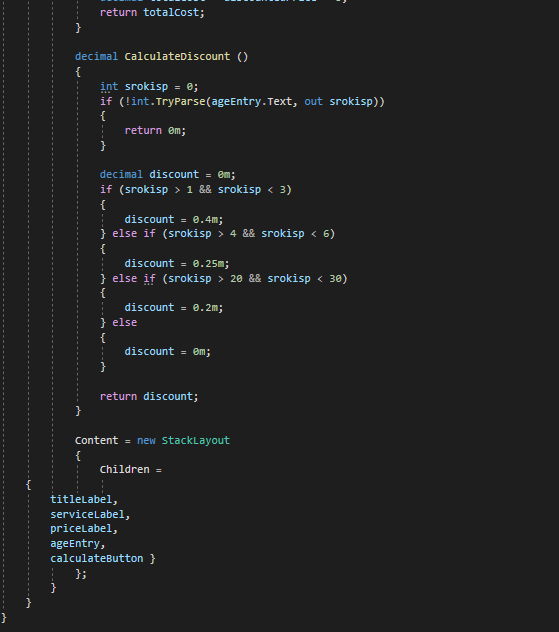 return totalCost;
}
decimal CalculateDiscount ()
{
int srokisp = 0;
if (!int.TryParse(ageEntry.Text, out srokisp))
{
return 0m;
}
decimal discount = 0m;
if (srokisp > 1 && srokisp < 3)
{
discount = 0.4m;
} else if (srokisp > 4 && srokisp < 6)
{
discount = 0.25m;
} else if (srokisp > 20 && srokisp < 30)
{
discount = 0.2m;
} else
{
discount = 0m;
}
return discount;
}
Content = new StackLayout
{
Children =
{
titleLabel,
serviceLabel,
priceLabel,
ageEntry,
calculateButton }
};
}
}
}